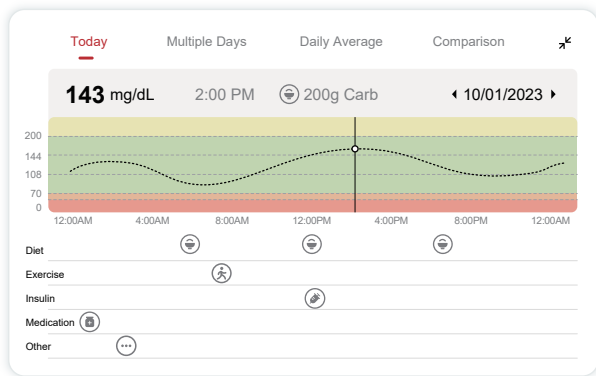 Today Multiple Days Daily Average Comparison
143 mg/dL 2:00 PM 200g Carb 10/01/2023
200
144
108
70
0
12:00AM 4:00AM 8:00AM 12:00PM 4:00PM 8:00PM 12:00AM
Diet
Exercise
Insulin
Medication
Other